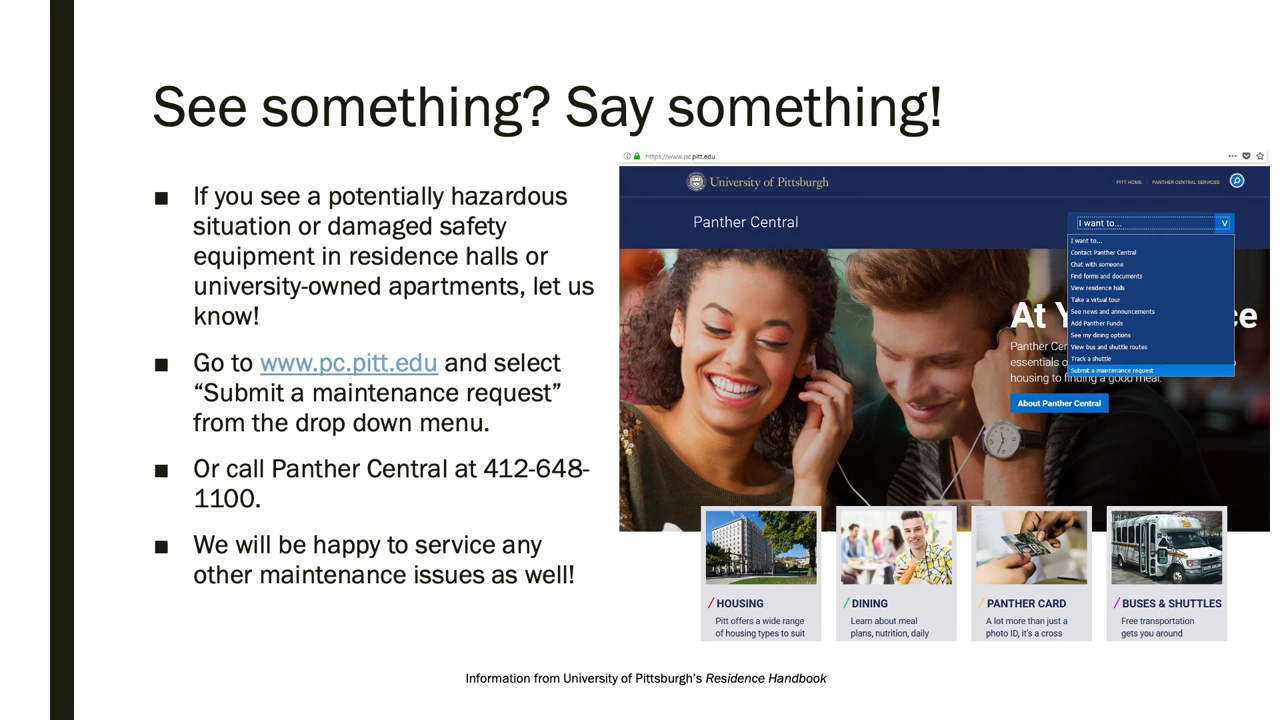 See something? Say something!
■ If you see a potentially hazardous
situation or damaged safety
equipment in residence halls or
university-owned apartments, let us
know!
■ Go to www.pc.pitt.edu and select
“Submit a maintenance request”
from the drop down menu.
■ Or call Panther Central at 412-648-
1100.
■ We will be happy to service any
other maintenance issues as well!
https://www.pc.pitt.edu
University of Pittsburgh
PITT HOME
PANTHER CENTRAL SERVICES
Panther Central
I want to...
V
I want to...
Contact Panther Central
Chat with someone
Find forms and documents
View residence halls
Take a virtual tour
See news and announcements
Add Panther Funds
See my dining options
View bus and shuttle routes
Track a shuttle
Submit a maintenance request
At
Panther
essentials
housing to finding a good meal.
About Panther Central
HOUSING
Pitt offers a wide range
of housing types to suit
DINING
Learn about meal
plans, nutrition, daily
PANTHER CARD
A lot more than just a
photo ID, it's a cross
BUSES & SHUTTLES
Free transportation
gets you around
Information from University of Pittsburgh’s Residence Handbook